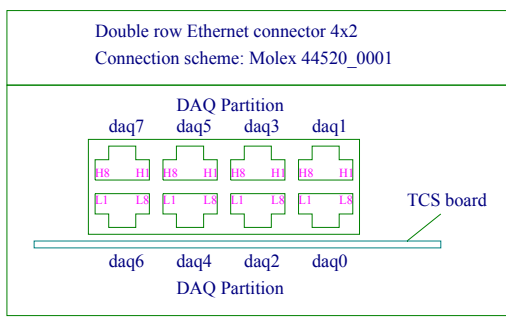 Double row Ethernet connector 4x2
Connection scheme: Molex 44520_0001
DAQ Partition
daq7 daq5 daq3 daq1
H8 H1 H8 H1 H8 H1 H8 H1
L1 L8 L1 L8 L1 L8 L1 L8
TCS board
daq6 daq4 daq2 daq0
DAQ Partition